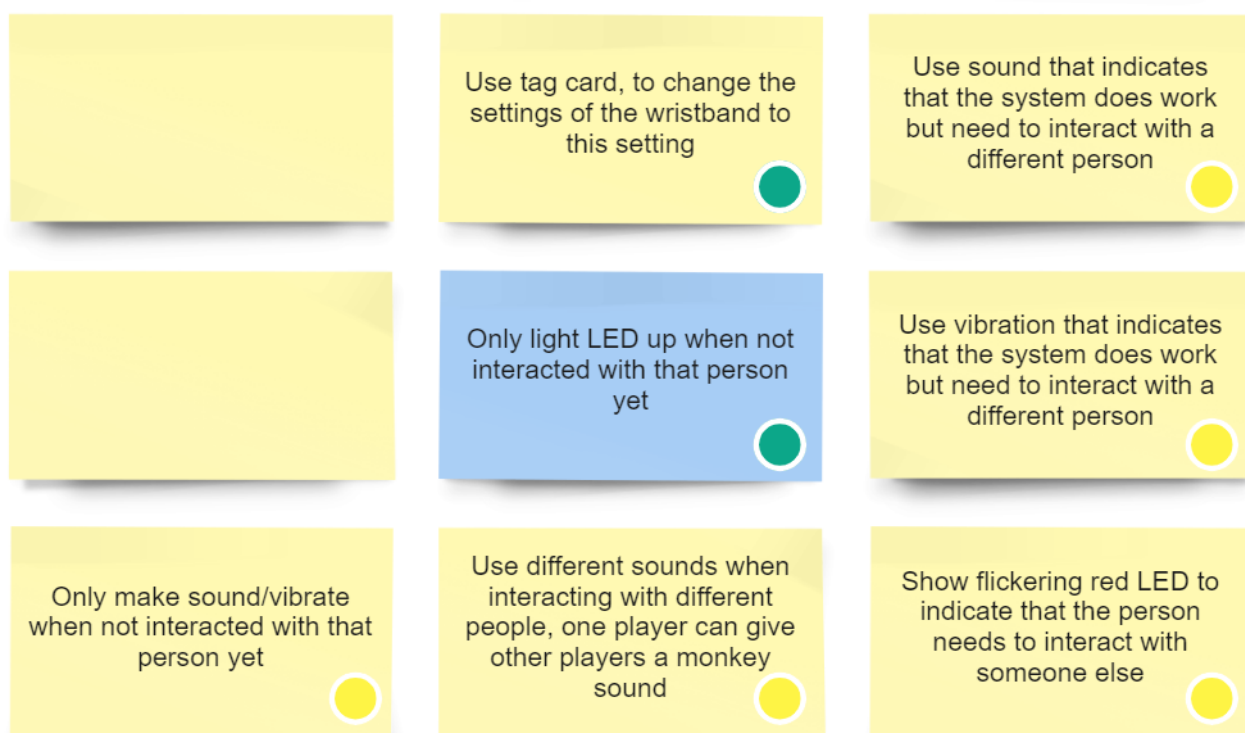 Use tag card, to change the
settings of the wristband to
this setting
Use sound that indicates
that the system does work
but need to interact with a
different person
Only light LED up when not
interacted with that person
yet
Use vibration that indicates
that the system does work
but need to interact with a
different person
Only make sound/vibrate
when not interacted with that
person yet
Use different sounds when
interacting with different
people, one player can give
other players a monkey
sound
Show flickering red LED to
indicate that the person
needs to interact with
someone else